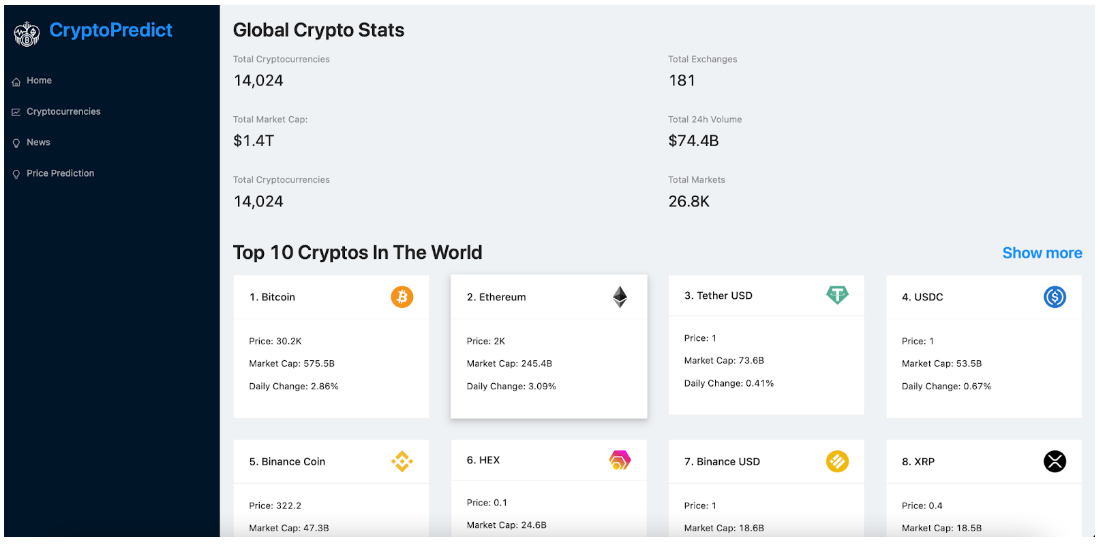 CryptoPredict
Home
Cryptocurrencies
News
Price Prediction
Global Crypto Stats
Total Cryptocurrencies
14,024
Total Exchanges
181
Total Market Cap:
$1.4T
Total 24h Volume
$74.4B
Total Cryptocurrencies
14,024
Total Markets
26.8K
Top 10 Cryptos In The World
Show more
1. Bitcoin
Price: 30.2K
Market Cap: 575.5B
Daily Change: 2.86%
2. Ethereum
Price: 2K
Market Cap: 245.4B
Daily Change: 3.09%
3. Tether USD
Price: 1
Market Cap: 73.6B
Daily Change: 0.41%
4. USDC
Price: 1
Market Cap: 53.5B
Daily Change: 0.67%
5. Binance Coin
Price: 322.2
Market Cap: 47.3B
6. HEX
Price: 0.1
Market Cap: 24.6B
7. Binance USD
Price: 1
Market Cap: 18.6B
8. XRP
Price: 0.4
Market Cap: 18.5B